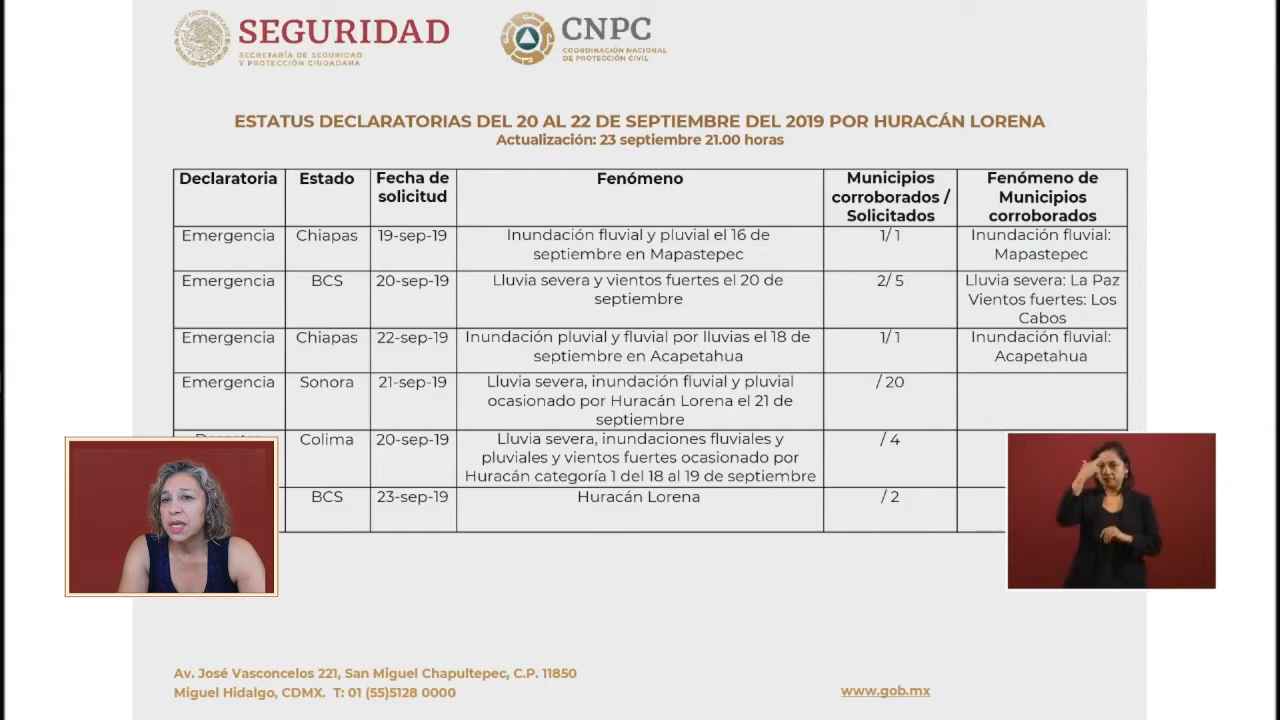 SEGURIDAD
SECRETARÍA DE SEGURIDAD
Y PROTECCIÓN CIUDADANA
CNPC
COORDINACIÓN NACIONAL
DE PROTECCIÓN CIVIL
ESTATUS DECLARATORIAS DEL 20 AL 22 DE SEPTIEMBRE DEL 2019 POR HURACÁN LORENA
Actualización: 23 septiembre 21.00 horas
Declaratoria
Estado
Fecha de
solicitud
Fenómeno
Municipios
corroborados /
Solicitados
Fenómeno de
Municipios
corroborados
Emergencia
Chiapas
19-sep-19
Inundación fluvial y pluvial el 16 de
septiembre en Mapastepec
1/ 1
Inundación fluvial:
Mapastepec
Emergencia
BCS
20-sep-19
Lluvia severa y vientos fuertes el 20 de
septiembre
2/ 5
Lluvia severa: La Paz
Vientos fuertes: Los
Cabos
Emergencia
Chiapas
22-sep-19
Inundación pluvial y fluvial por lluvias el 18 de
septiembre en Acapetahua
1/ 1
Inundación fluvial:
Acapetahua
Emergencia
Sonora
21-sep-19
Lluvia severa, inundación fluvial y pluvial
ocasionado por Huracán Lorena el 21 de
septiembre
/ 20
Colima
20-sep-19
Lluvia severa, inundaciones fluviales y
pluviales y vientos fuertes ocasionado por
Huracán categoría 1 del 18 al 19 de septiembre
/ 4
BCS
23-sep-19
Huracán Lorena
/ 2
Av. José Vasconcelos 221, San Miguel Chapultepec, C.P. 11850
Miguel Hidalgo, CDMX. T: 01 (55)5128 0000
www.gob.mx